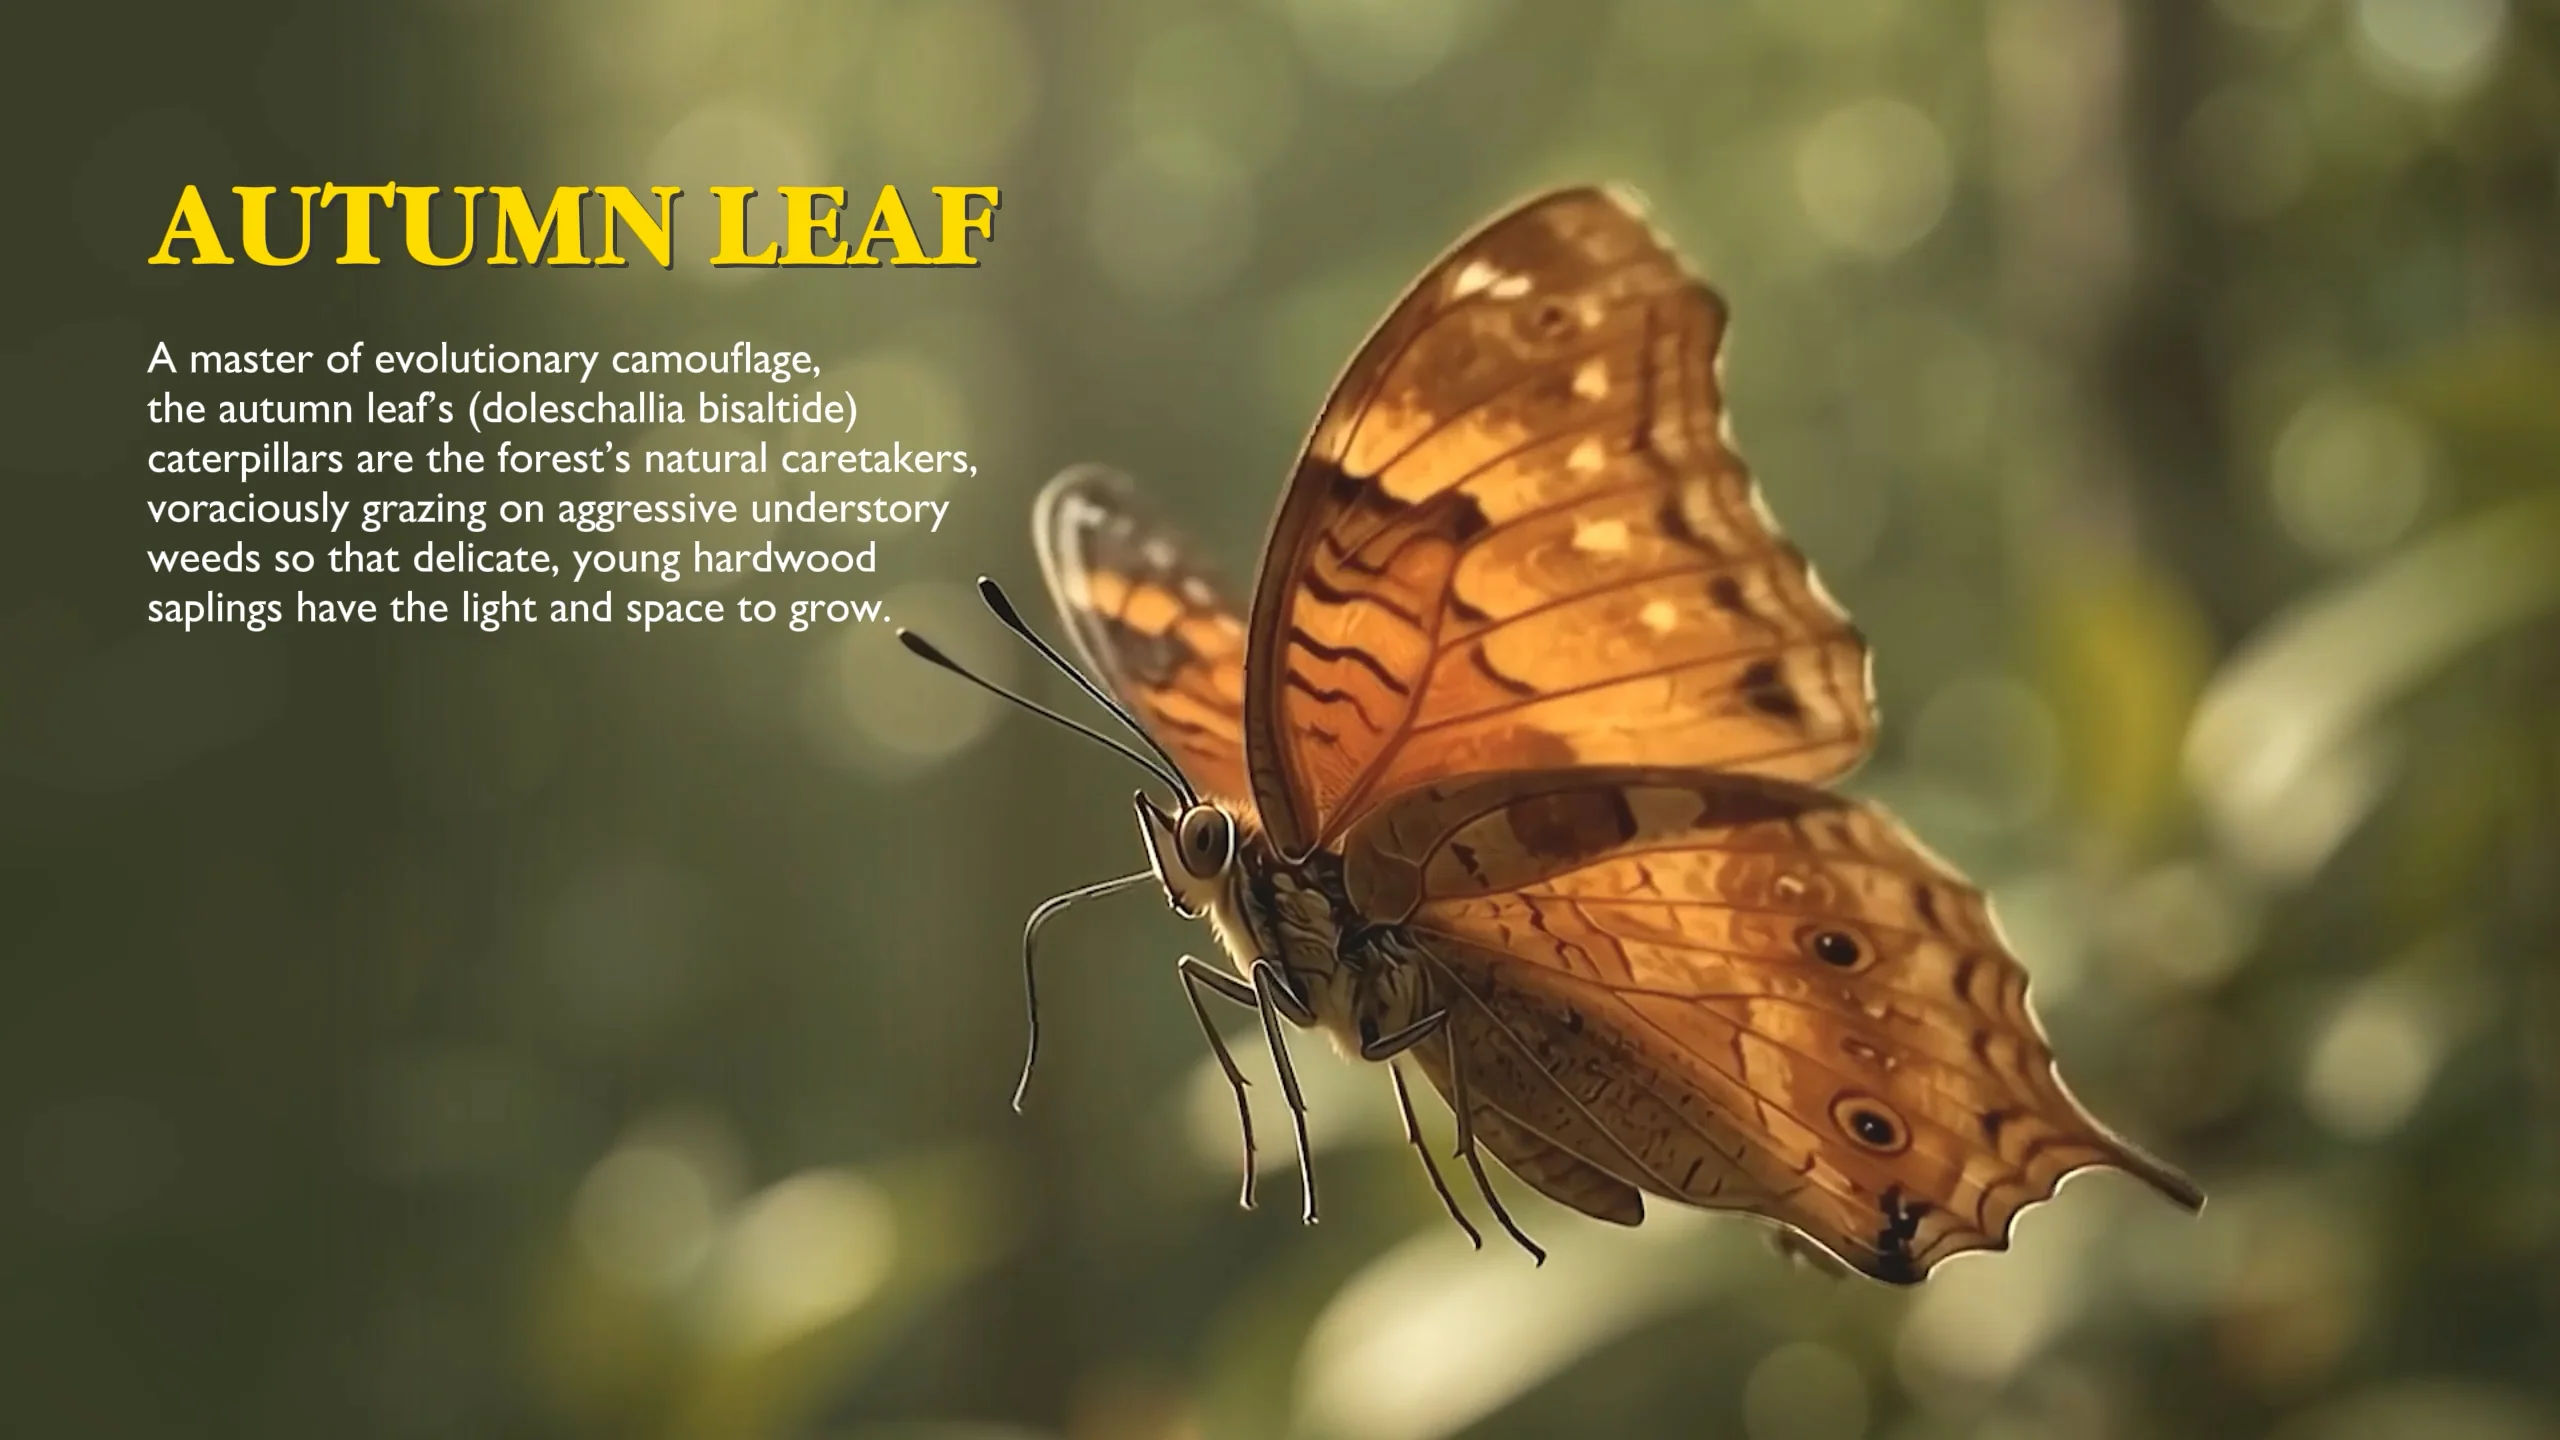 AUTUMN LEAF
A master of evolutionary camouflage,
the autumn leaf’s (doleschallia bisaltide)
caterpillars are the forest’s natural caretakers,
voraciously grazing on aggressive understory
weeds so that delicate, young hardwood
saplings have the light and space to grow.